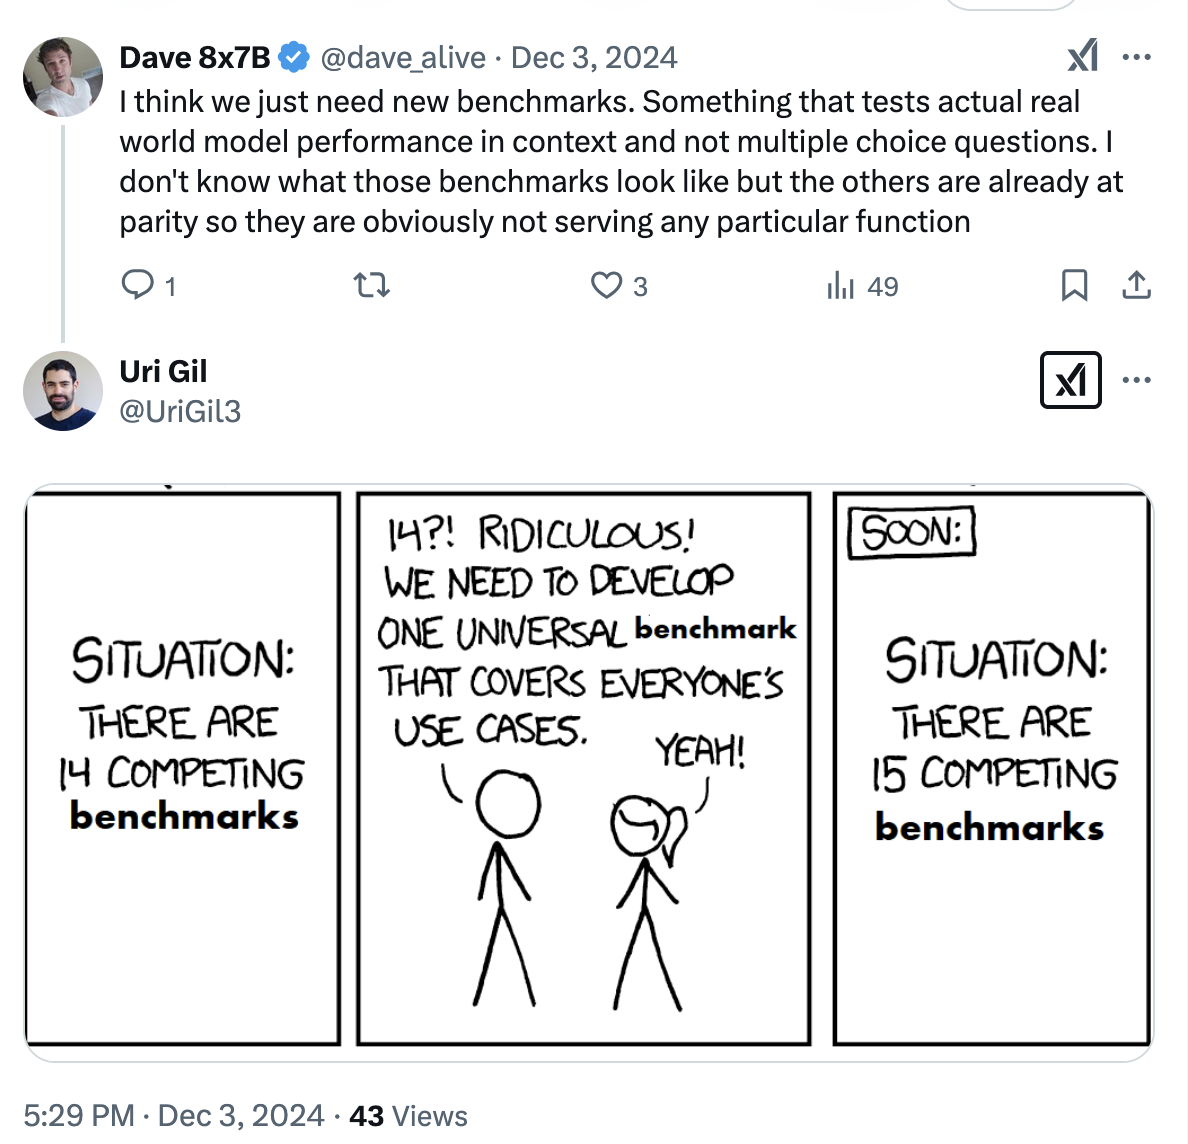 Dave 8x7B @dave_alive · Dec 3, 2024
I think we just need new benchmarks. Something that tests actual real
world model performance in context and not multiple choice questions. I
don't know what those benchmarks look like but the others are already at
parity so they are obviously not serving any particular function
1 3 49
Uri Gil
@UriGil3
SITUATION:
THERE ARE
14 COMPETING
benchmarks
14?! RIDICULOUS!
WE NEED TO DEVELOP
ONE UNIVERSAL benchmark
THAT COVERS EVERYONE'S
USE CASES.
YEAH!
SOON:
SITUATION:
THERE ARE
15 COMPETING
benchmarks
5:29 PM · Dec 3, 2024 · 43 Views